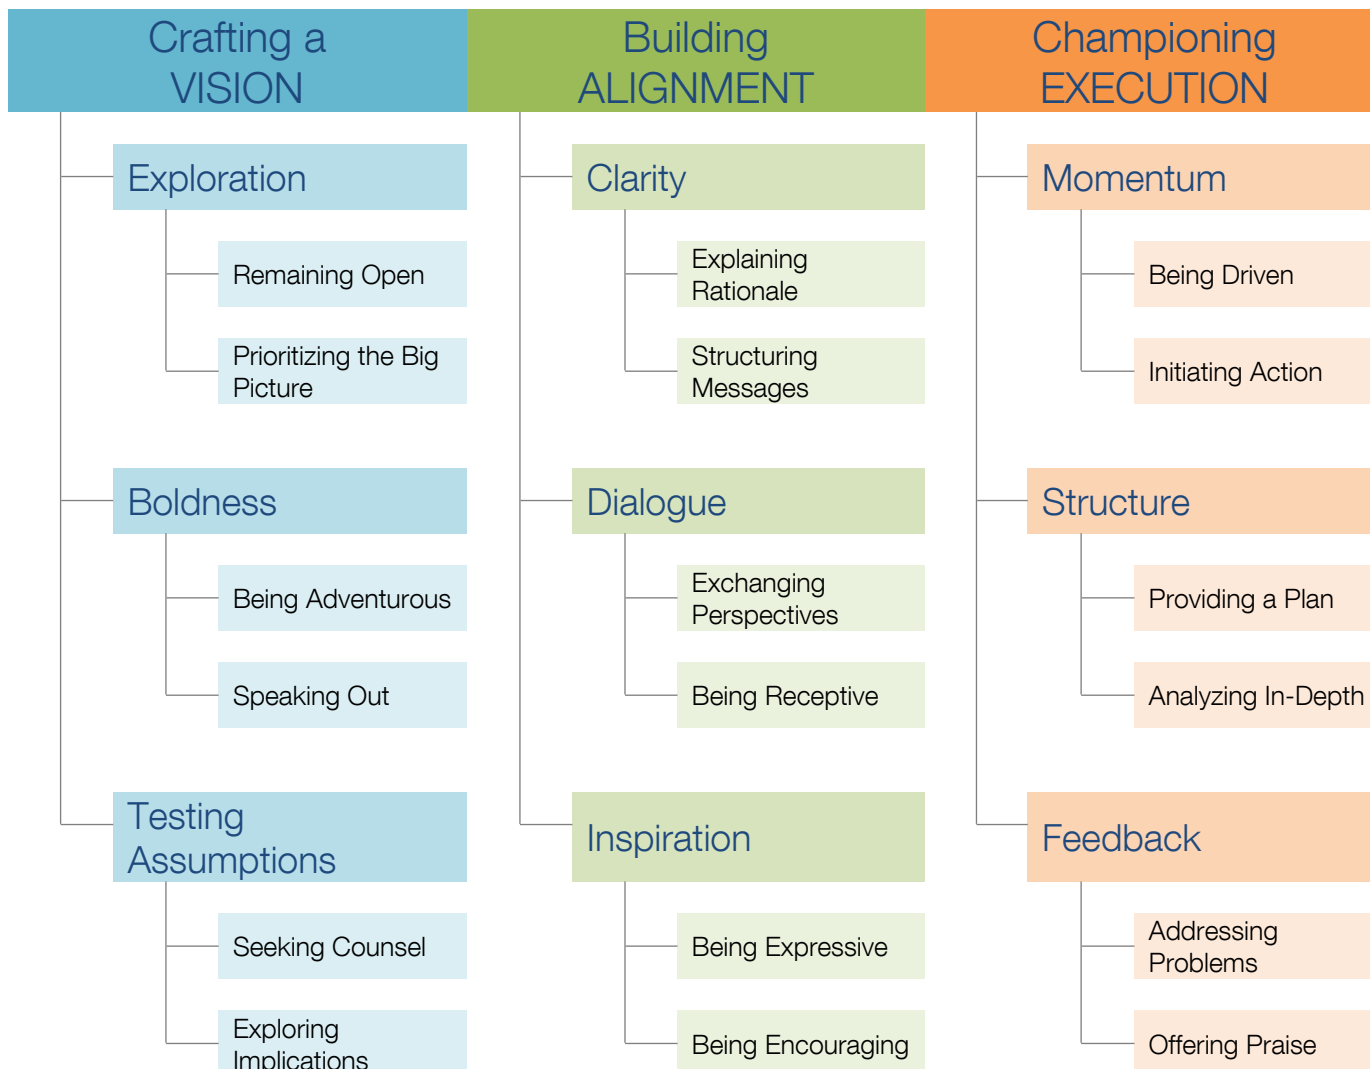 Crafting a
VISION
Exploration
Remaining Open
Prioritizing the Big
Picture
Boldness
Being Adventurous
Speaking Out
Testing
Assumptions
Seeking Counsel
Exploring
Implications
Building
ALIGNMENT
Clarity
Explaining
Rationale
Structuring
Messages
Dialogue
Exchanging
Perspectives
Being Receptive
Inspiration
Being Expressive
Being Encouraging
Championing
EXECUTION
Momentum
Being Driven
Initiating Action
Structure
Providing a Plan
Analyzing In-Depth
Feedback
Addressing
Problems
Offering Praise